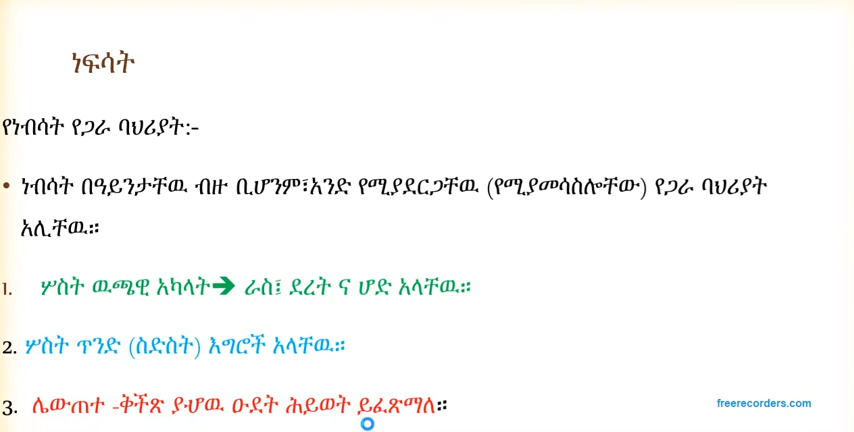 ነፍሳት
የነብሳት የጋራ ባህሪያት:-
• ነብሳት በዓይንታቸዉ ብዙ ቢሆንም፣አንድ የሚያደርጋቸዉ (የሚያመሳስሎቸው) የጋራ ባህሪያት
አሊቸዉ።
1. ሦስት ዉጫዊ አካላት➔ ራስ፤ ደረት ና ሆድ አላቸዉ።
2. ሦስት ጥንድ (ስድስት) እግሮች አላቸዉ።
3. ሌውጠተ -ቅችጽ ያሆዉ ዑደት ሕይወት ይፈጽማለ።
freerecorders.com